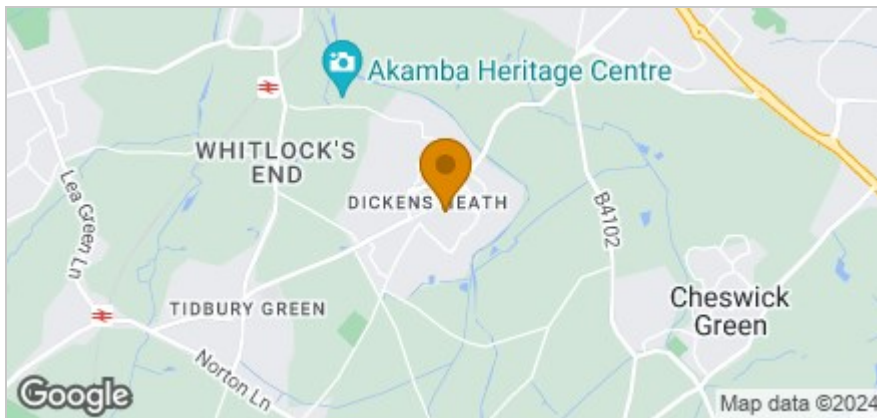 Akamba Heritage Centre
WHITLOCK'S
END
Lea Green Ln
DICKENS HEATH
B4102
TIDBURY GREEN
Cheswick
Green
Norton Ln
Google
Map data ©2024